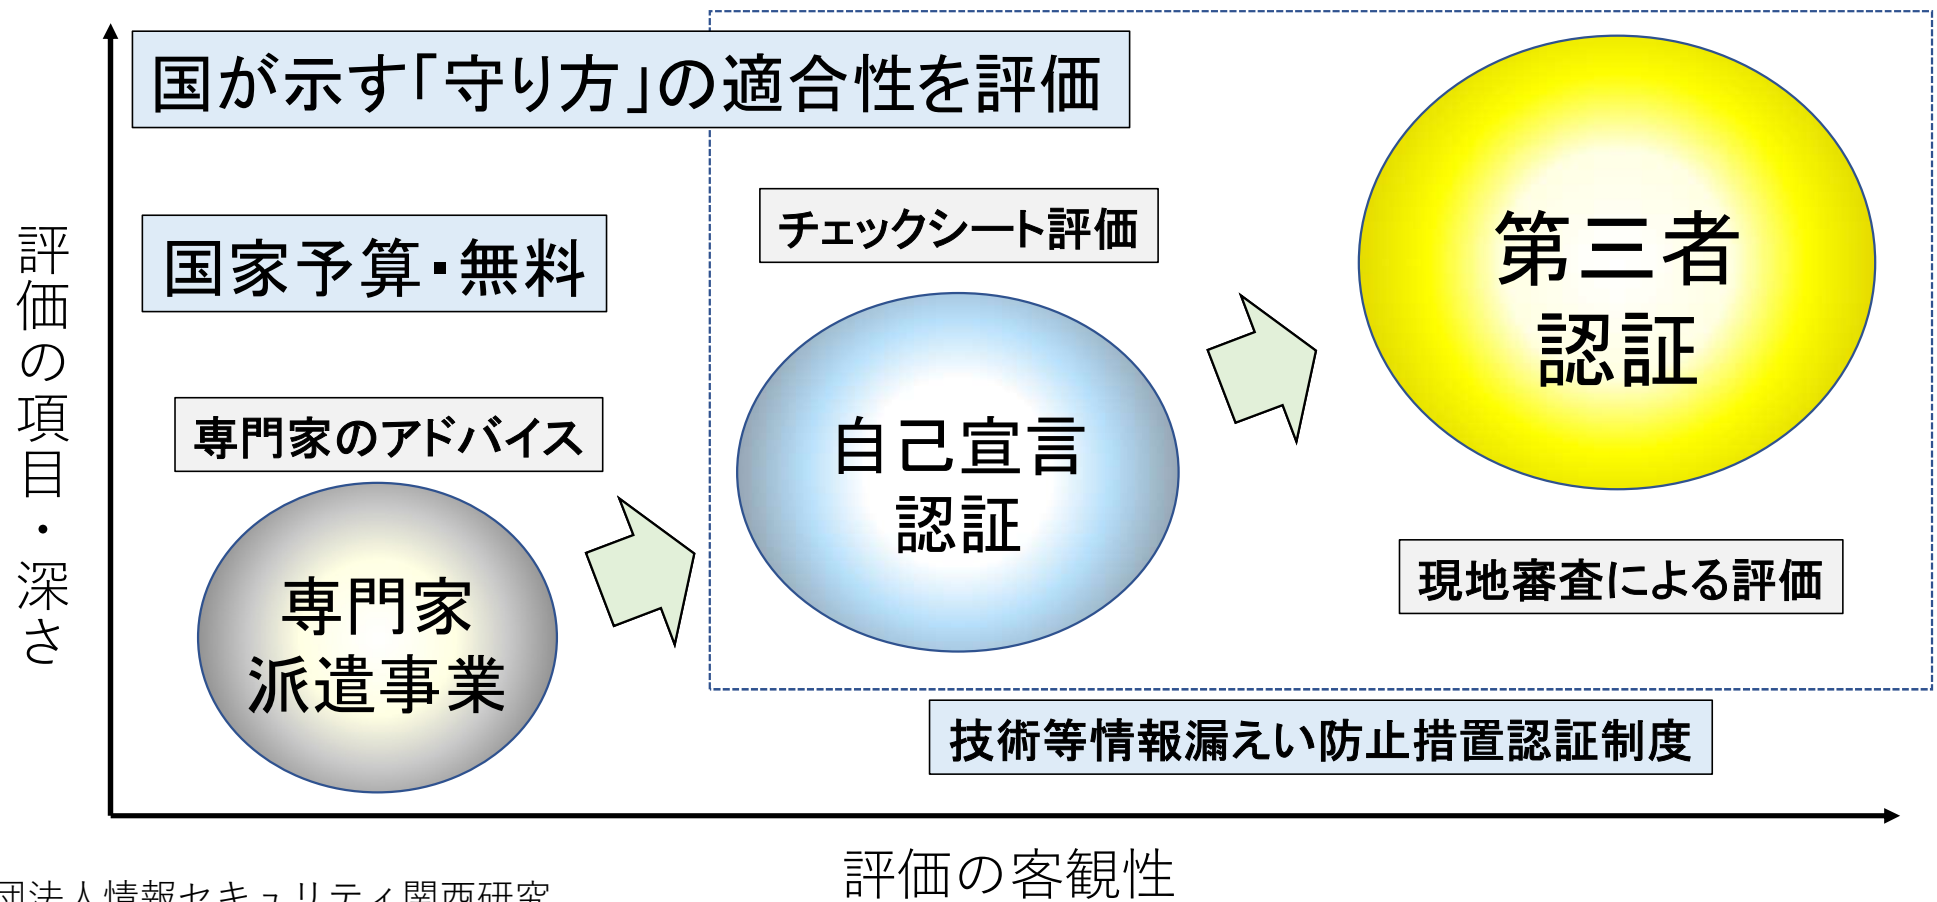 国が示す「守り方」の適合性を評価
国家予算・無料
チェックシート評価
第三者
認証
専門家のアドバイス
自己宣言
認証
専門家
派遣事業
現地審査による評価
技術等情報漏えい防止措置認証制度
評価の項目・深さ
評価の客観性
団法人情報セキュリティ関西研究